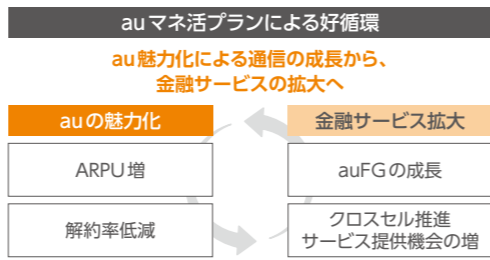 auマネ活プランによる好循環
au魅力化による通信の成長から、
金融サービスの拡大へ
auの魅力化
ARPU増
解約率低減
金融サービス拡大
auFGの成長
クロスセル推進
サービス提供機会の増